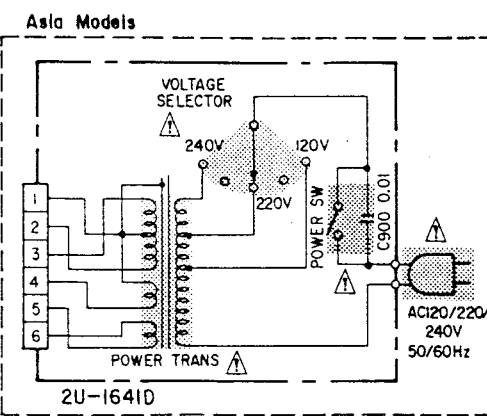 Asia Models
VOLTAGE
SELECTOR
240V
120V
220V
1
2
3
4
5
6
POWER SW
C900 0.01
POWER TRANS
AC120/220/
240V
50/60Hz
2U-1641D